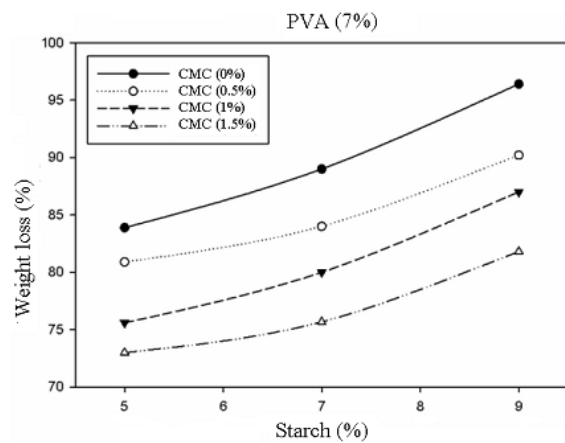 PVA (7%)
CMC (0%)
CMC (0.5%)
CMC (1%)
CMC (1.5%)
Weight loss (%)
100
95
90
85
80
75
70
5
6
7
8
9
Starch (%)